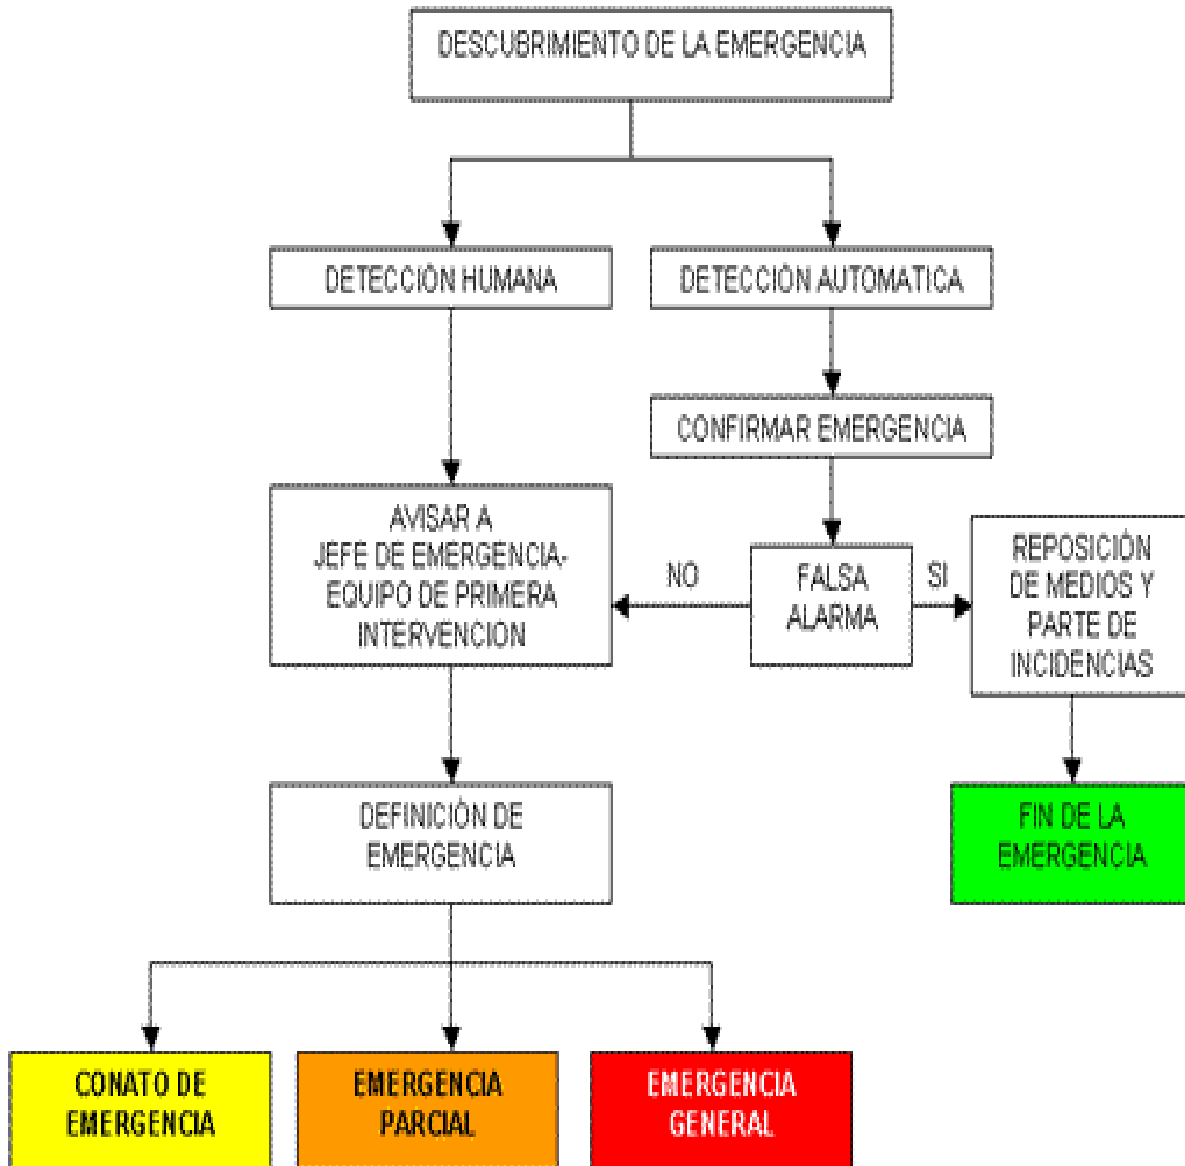 DESCUBRIMIENTO DE LA EMERGENCIA
DETECCIÓN HUMANA
DETECCIÓN AUTOMATICA
CONFIRMAR EMERGENCIA
AVISAR A
JEFE DE EMERGENCIA-
EQUIPO DE PRIMERA
INTERVENCION
NO
FALSA
ALARMA
SI
REPOSICIÓN
DE MEDIOS Y
PARTE DE
INCIDENCIAS
DEFINICIÓN DE
EMERGENCIA
FIN DE LA
EMERGENCIA
CONATO DE
EMERGENCIA
EMERGENCIA
PARCIAL
EMERGENCIA
GENERAL